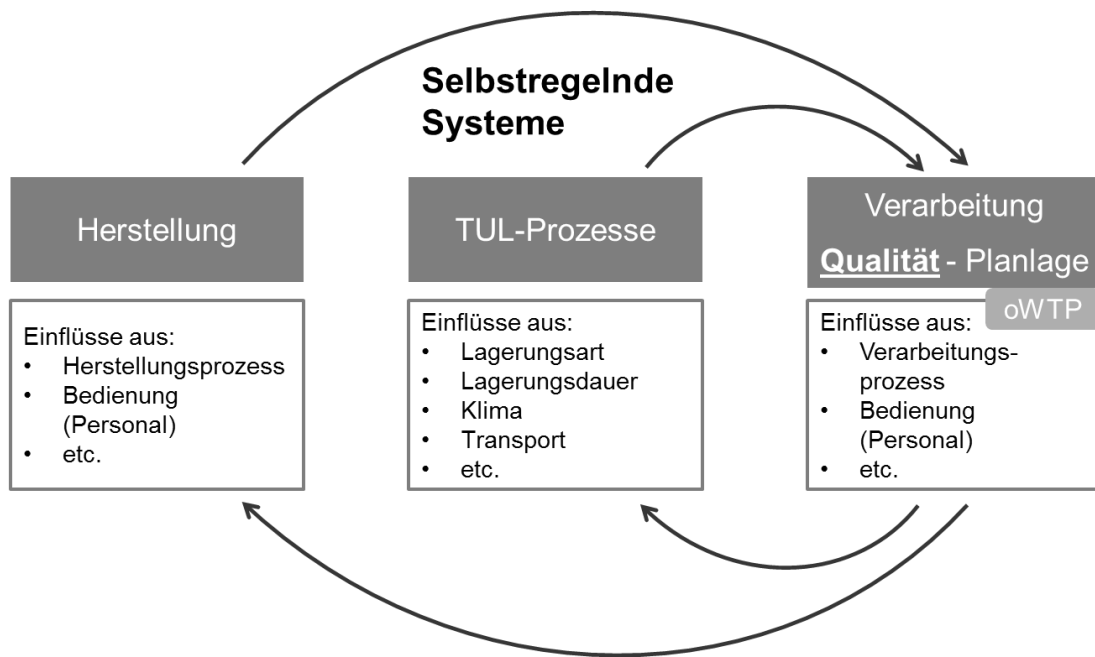 Selbstregelnde
Systeme
Herstellung
Einflüsse aus:
• Herstellungsprozess
• Bedienung
(Personal)
• etc.
TUL-Prozesse
Einflüsse aus:
• Lagerungsart
• Lagerungsdauer
• Klima
• Transport
• etc.
Verarbeitung
Qualität - Planlage
oWTP
Einflüsse aus:
• Verarbeitungs-
prozess
• Bedienung
(Personal)
• etc.